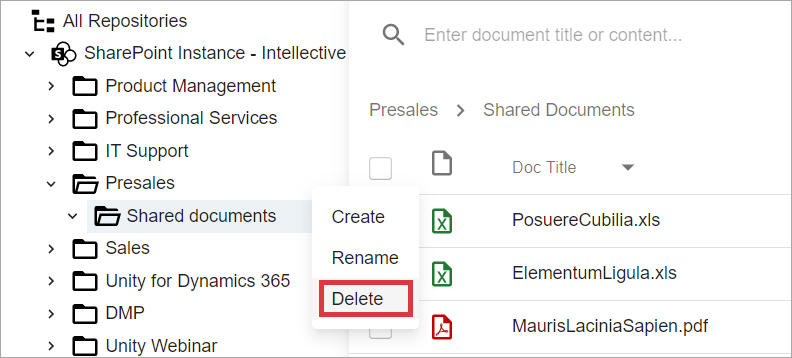 All Repositories
SharePoint Instance - Intellective
Product Management
Professional Services
IT Support
Presales
Shared documents
Sales
Unity for Dynamics 365
DMP
Unity Webinar
Create
Rename
Delete
Enter document title or content...
Presales > Shared Documents
Doc Title
PosuereCubilia.xls
ElementumLigula.xls
MaurisLaciniaSapien.pdf